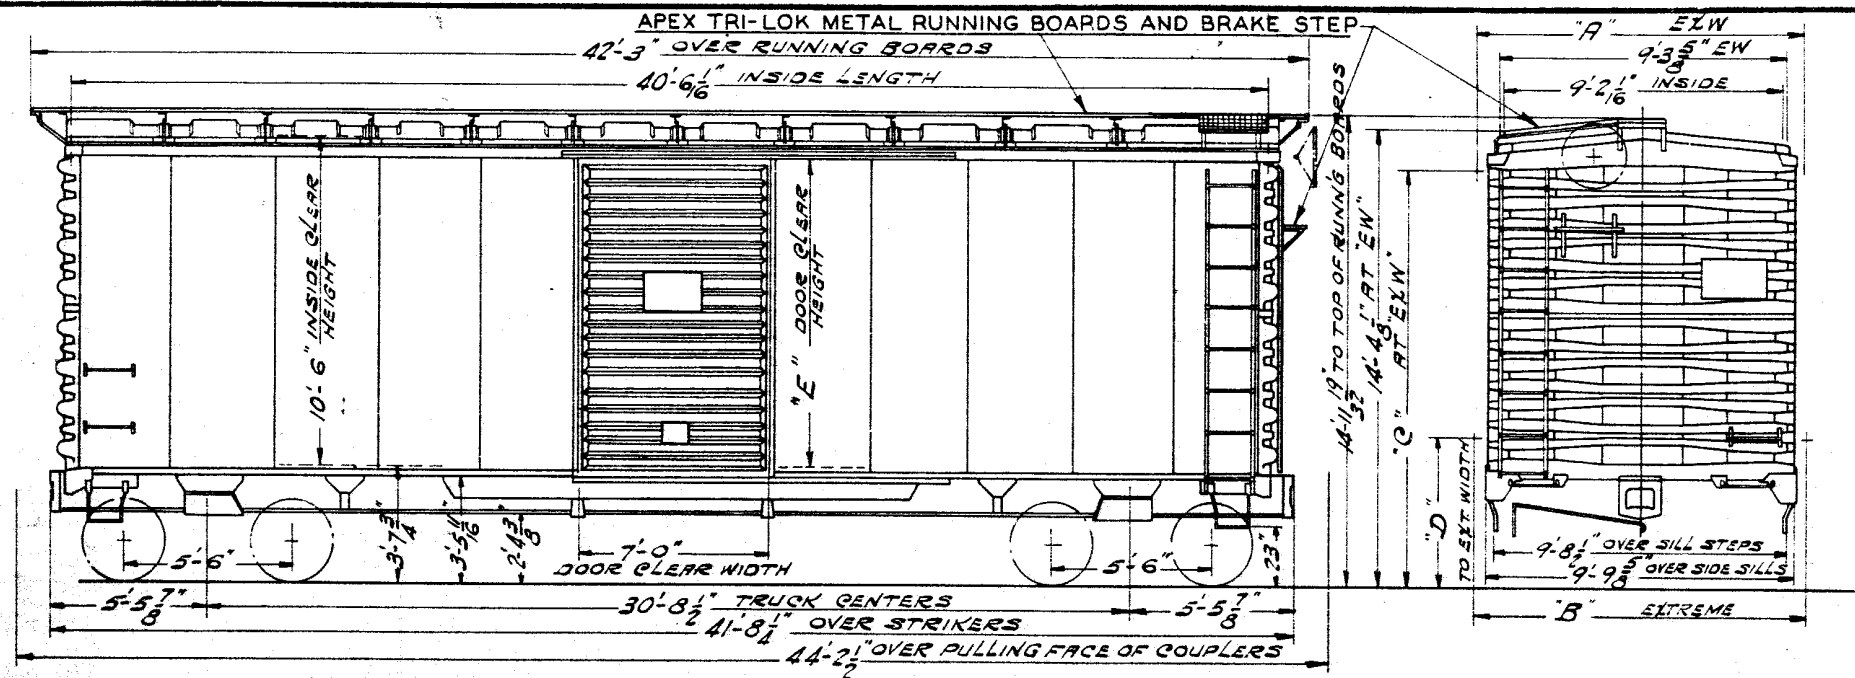 APEX TRI-LOK METAL RUNNING BOARDS AND BRAKE STEP
42'-3" OVER RUNNING BOARDS
40'-6 1/16" INSIDE LENGTH
"A" EXW
9'-3 5/8" EW
9'-2 1/16" INSIDE
10'-6" INSIDE CLEAR
HEIGHT
"E" DOOR CLEAR
HEIGHT
14'-11 19/32" TO TOP OF RUNN'G BOARDS
14'-4 1/8" AT "EW"
"C" AT "EXW"
"D"
TO EXT WIDTH
3'-7 3/4"
3'-5 11/16"
2'-4 3/8"
23"
5'-6"
7'-0"
DOOR CLEAR WIDTH
5'-6"
9'-8 1/2" OVER SILL STEPS
9'-9 5/8" OVER SIDE SILLS
"B" EXTREME
5'-5 7/8"
30'-8 1/2" TRUCK CENTERS
5'-5 7/8"
41'-8 1/4" OVER STRIKERS
44'-2 1/2" OVER PULLING FACE OF COUPLERS